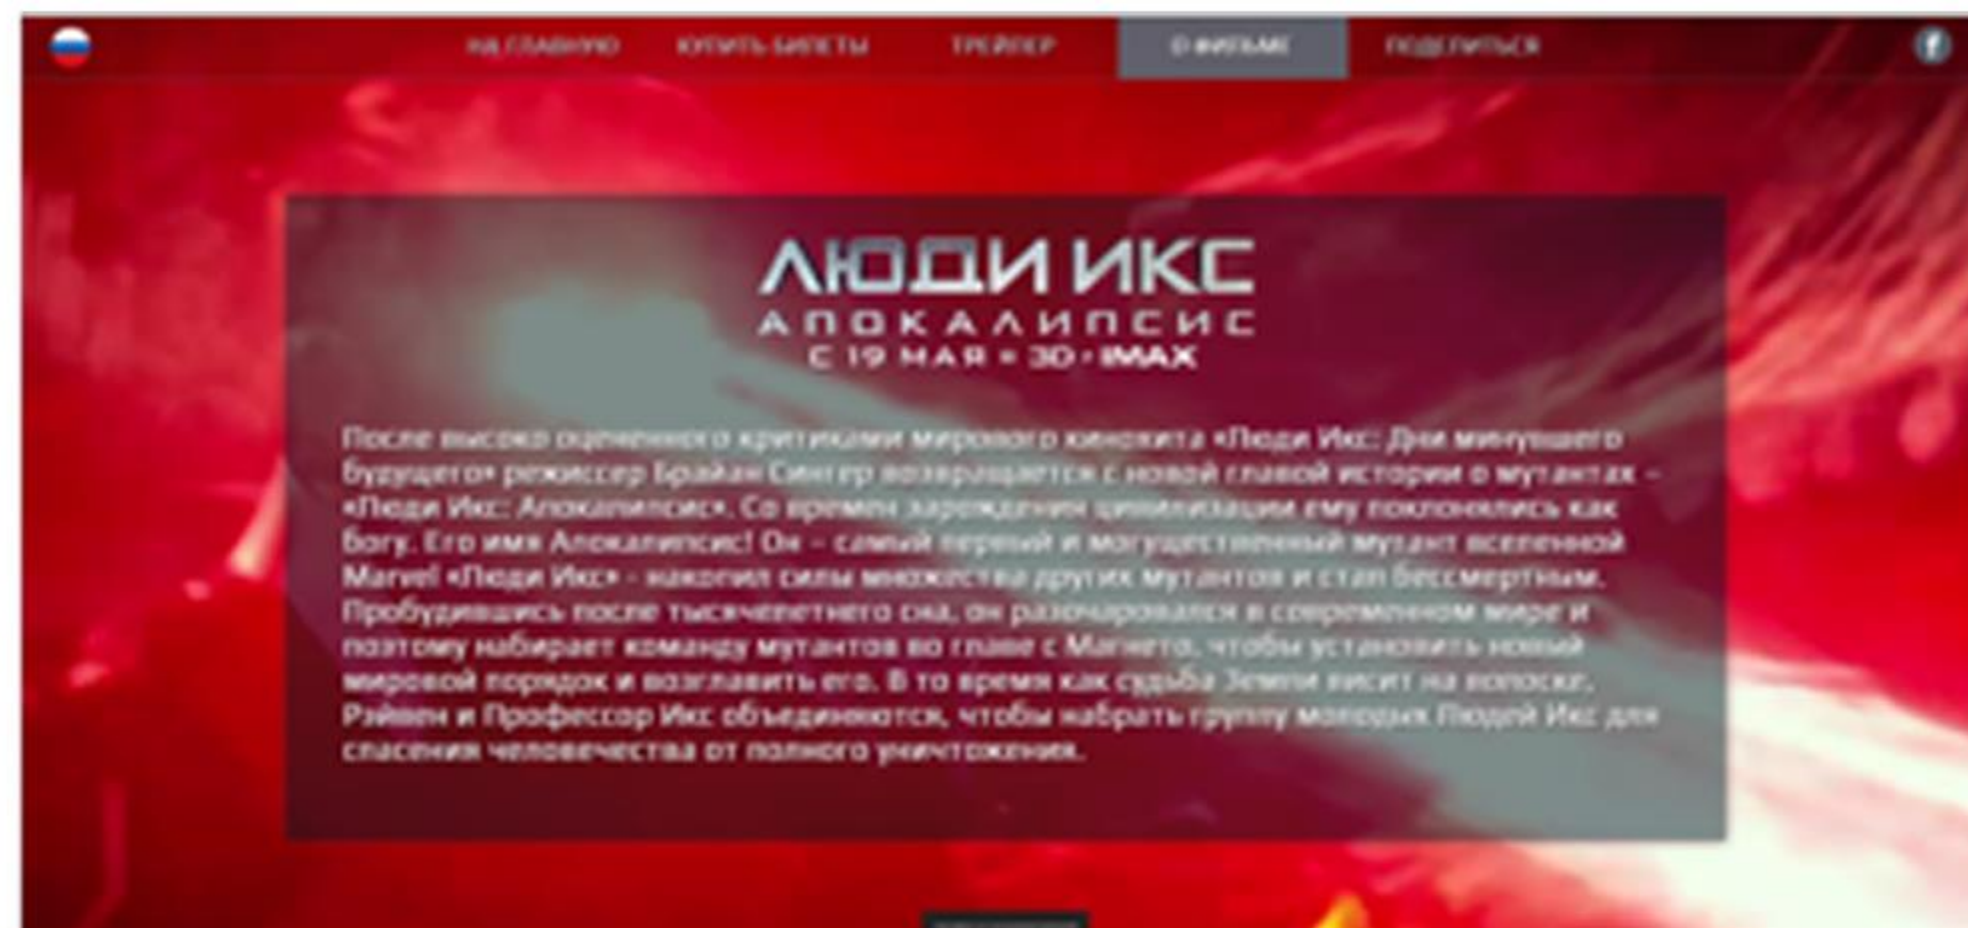 НА ГЛАВНУЮ КУПИТЬ БИЛЕТЫ ТРЕЙЛЕР О ФИЛЬМЕ ПОДЕЛИТЬСЯ f
ЛЮДИ ИКС
АПОКАЛИПСИС
С 19 МАЯ = 3D · IMAX
После высоко оцененного критиками мирового кинохита «Люди Икс: Дни минувшего
будущего» режиссер Брайан Сингер возвращается с новой главой истории о мутантах –
«Люди Икс: Апокалипсис». Со времен зарождения цивилизации ему поклонялись как
богу. Его имя Апокалипсис! Он – самый первый и могущественный мутант вселенной
Marvel «Люди Икс» - накопил силы множества других мутантов и стал бессмертным.
Пробудившись после тысячелетнего сна, он разочаровался в современном мире и
поэтому набирает команду мутантов во главе с Магнето, чтобы установить новый
мировой порядок и возглавить его. В то время как судьба Земли висит на волоске,
Рэйвен и Профессор Икс объединяются, чтобы набрать группу молодых Людей Икс для
спасения человечества от полного уничтожения.